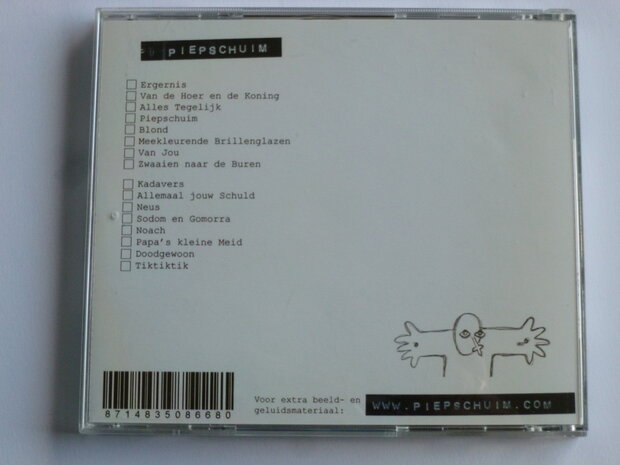 PIEPSCHUIM
Ergernis
Van de Hoer en de Koning
Alles Tegelijk
Piepschuim
Blond
Meekleurende Brillenglazen
Van Jou
Zwaaien naar de Buren
Kadavers
Allemaal jouw Schuld
Neus
Sodom en Gomorra
Noach
Papa's kleine Meid
Doodgewoon
Tiktiktik
8714835086680
Voor extra beeld- en
geluidsmateriaal:
WWW.PIEPSCHUIM.COM